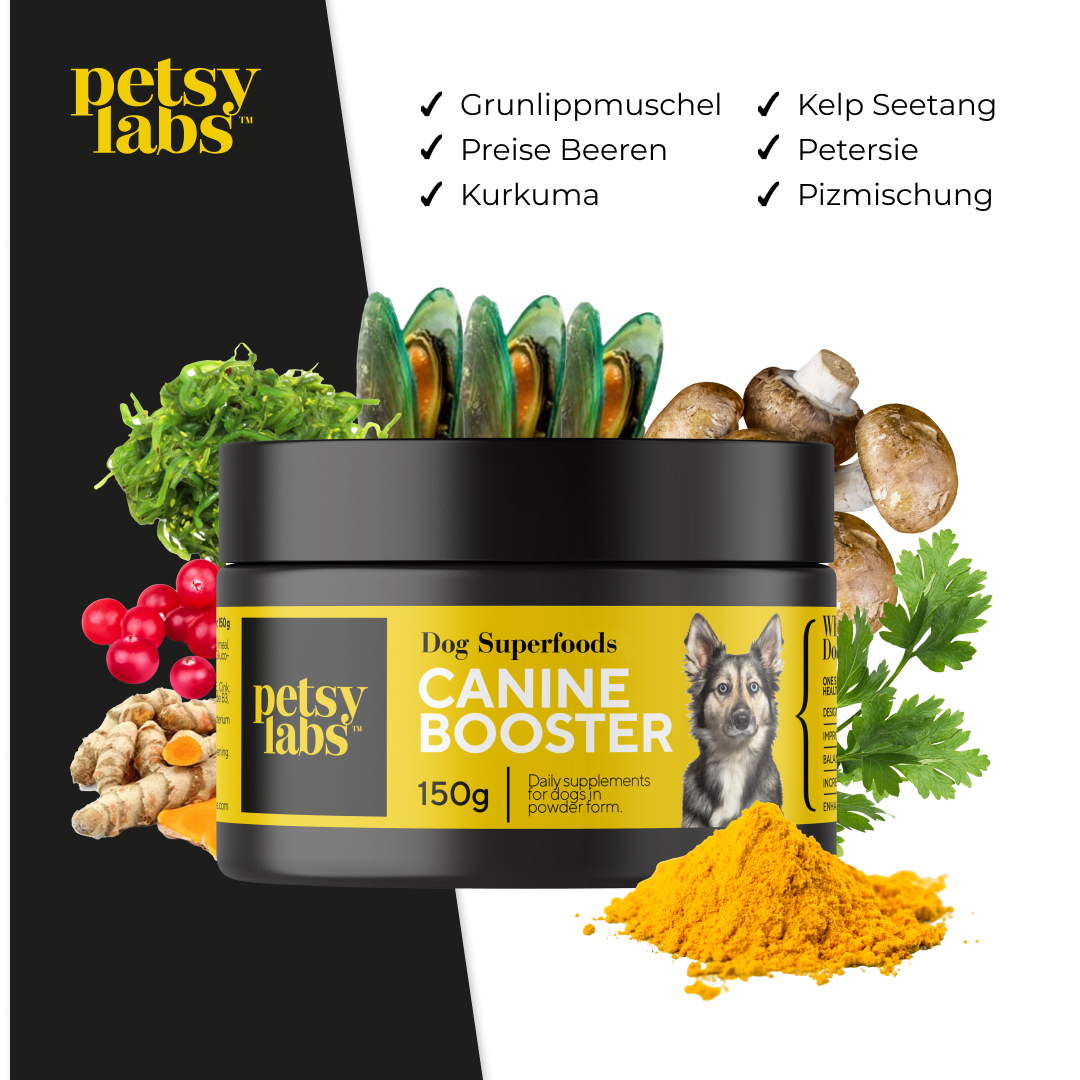 petsy
labs™
✓ Grunlippmuschel
✓ Preise Beeren
✓ Kurkuma
✓ Kelp Seetang
✓ Petersie
✓ Pizmischung
150g
petsy
labs™
Dog Superfoods
CANINE
BOOSTER
150g
Daily supplements
for dogs in
powder form.